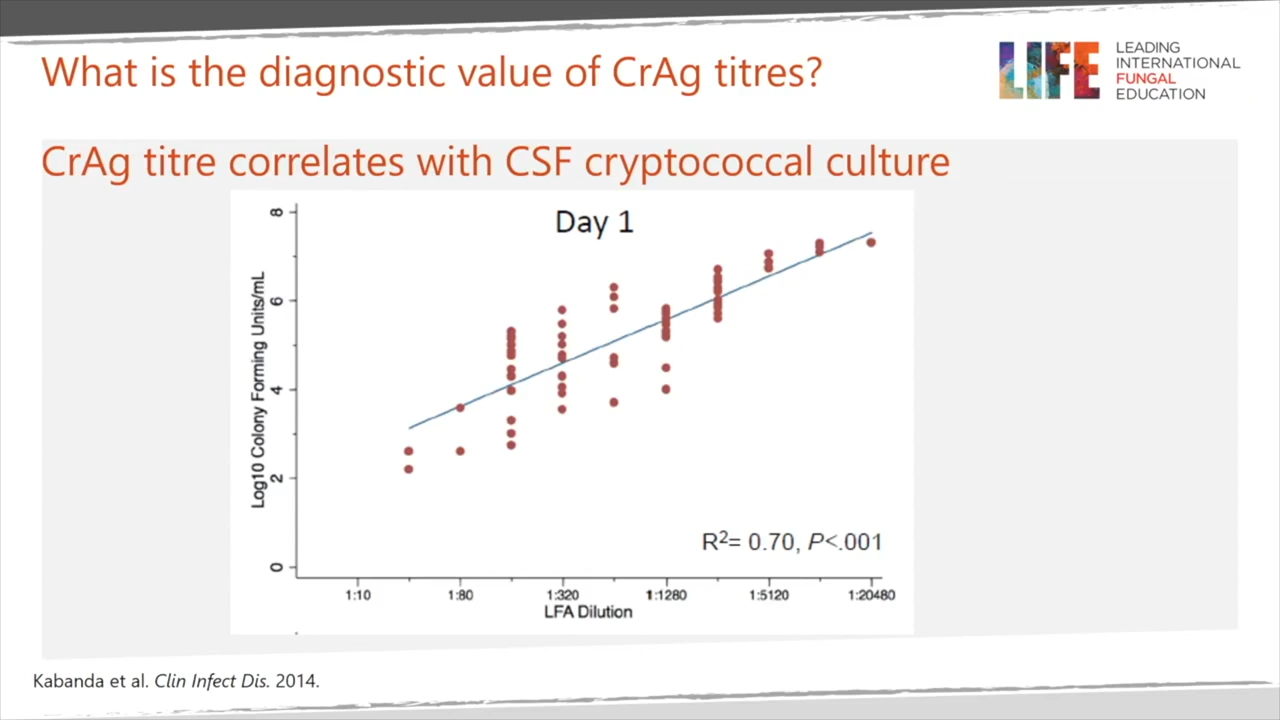 What is the diagnostic value of CrAg titres?
LIFE
LEADING
INTERNATIONAL
FUNGAL
EDUCATION
CrAg titre correlates with CSF cryptococcal culture
Day 1
Log10 Colony Forming Units/mL
8
6
4
2
0
R²= 0.70, P<.001
1:10 1:80 1:320 1:1280 1:5120 1:20480
LFA Dilution
Kabanda et al. Clin Infect Dis. 2014.